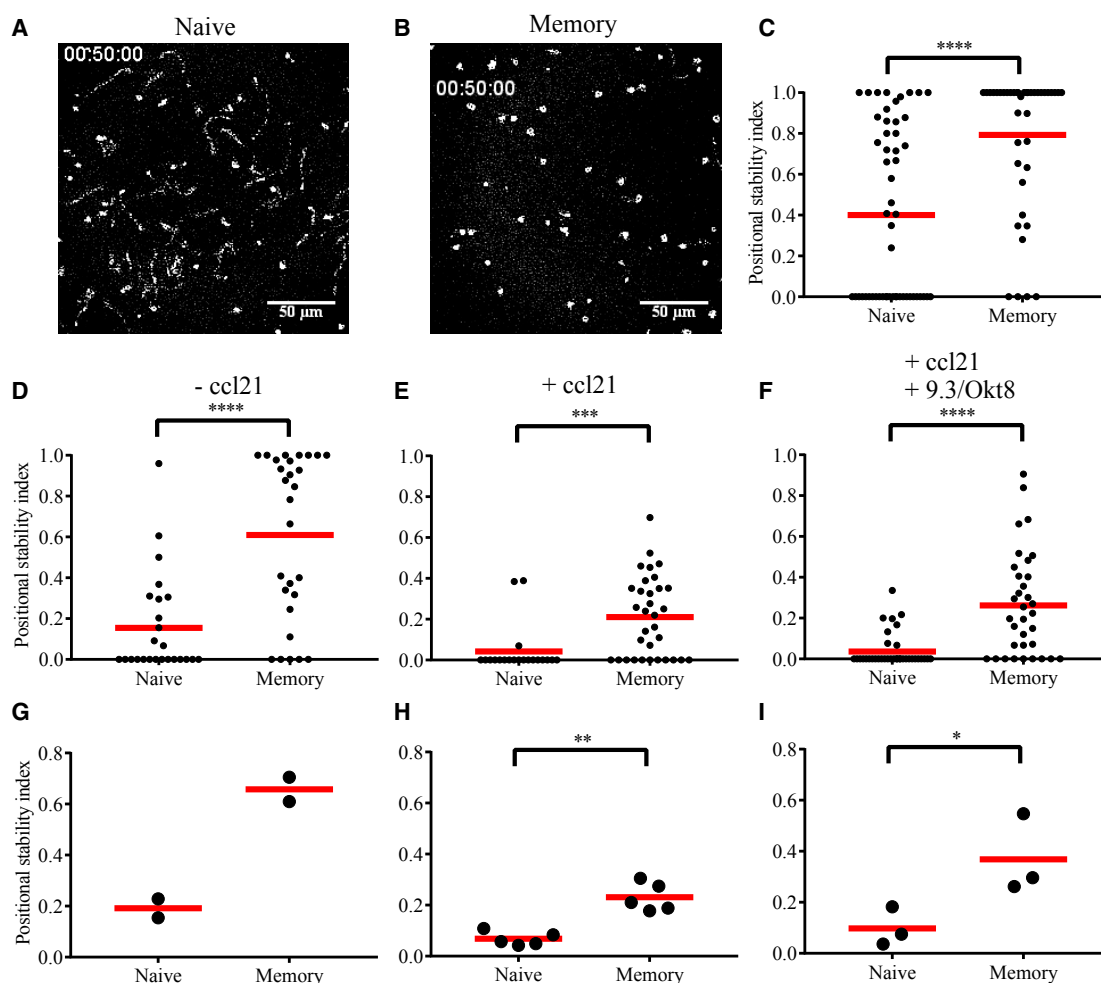 A
Naive
00:50:00
50 µm
B
Memory
00:50:00
50 µm
C
****
Positional stability index
1.0
0.8
0.6
0.4
0.2
0.0
Naive
Memory
D
- ccl21
****
Positional stability index
1.0
0.8
0.6
0.4
0.2
0.0
Naive
Memory
E
+ ccl21
***
1.0
0.8
0.6
0.4
0.2
0.0
Naive
Memory
F
+ ccl21
+ 9.3/Okt8
****
1.0
0.8
0.6
0.4
0.2
0.0
Naive
Memory
G
Positional stability index
0.8
0.6
0.4
0.2
0.0
Naive
Memory
H
**
0.8
0.6
0.4
0.2
0.0
Naive
Memory
I
*
0.8
0.6
0.4
0.2
0.0
Naive
Memory